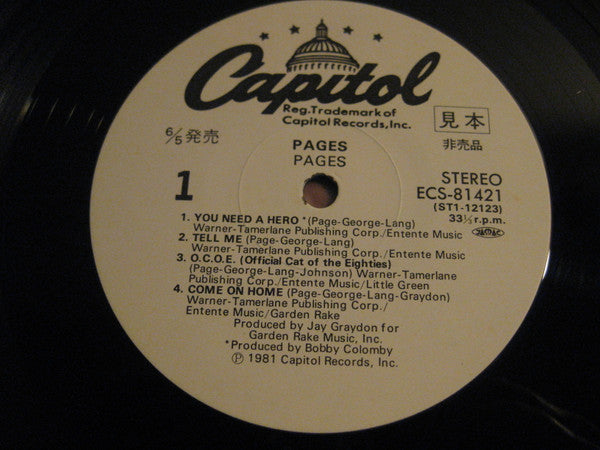 Capitol
Reg.Trademark of
Capitol Records,Inc.
見本
6/5発売
非売品
PAGES
PAGES
1
STEREO
ECS-81421
(ST1-12123)
33⅓r.p.m.
JASRAC
1. YOU NEED A HERO*(Page-George-Lang)
Warner-Tamerlane Publishing Corp./Entente Music
2. TELL ME (Page-George-Lang)
Warner-Tamerlane Publishing Corp./Entente Music
3. O.C.O.E. (Official Cat of the Eighties)
(Page-George-Lang-Johnson) Warner-Tamerlane
Publishing Corp./Entente Music/Little Green
4. COME ON HOME (Page-George-Lang-Graydon)
Warner-Tamerlane Publishing Corp./
Entente Music/Garden Rake
Produced by Jay Graydon for
Garden Rake Music, Inc.
*Produced by Bobby Colomby
Ⓟ 1981 Capitol Records, Inc.